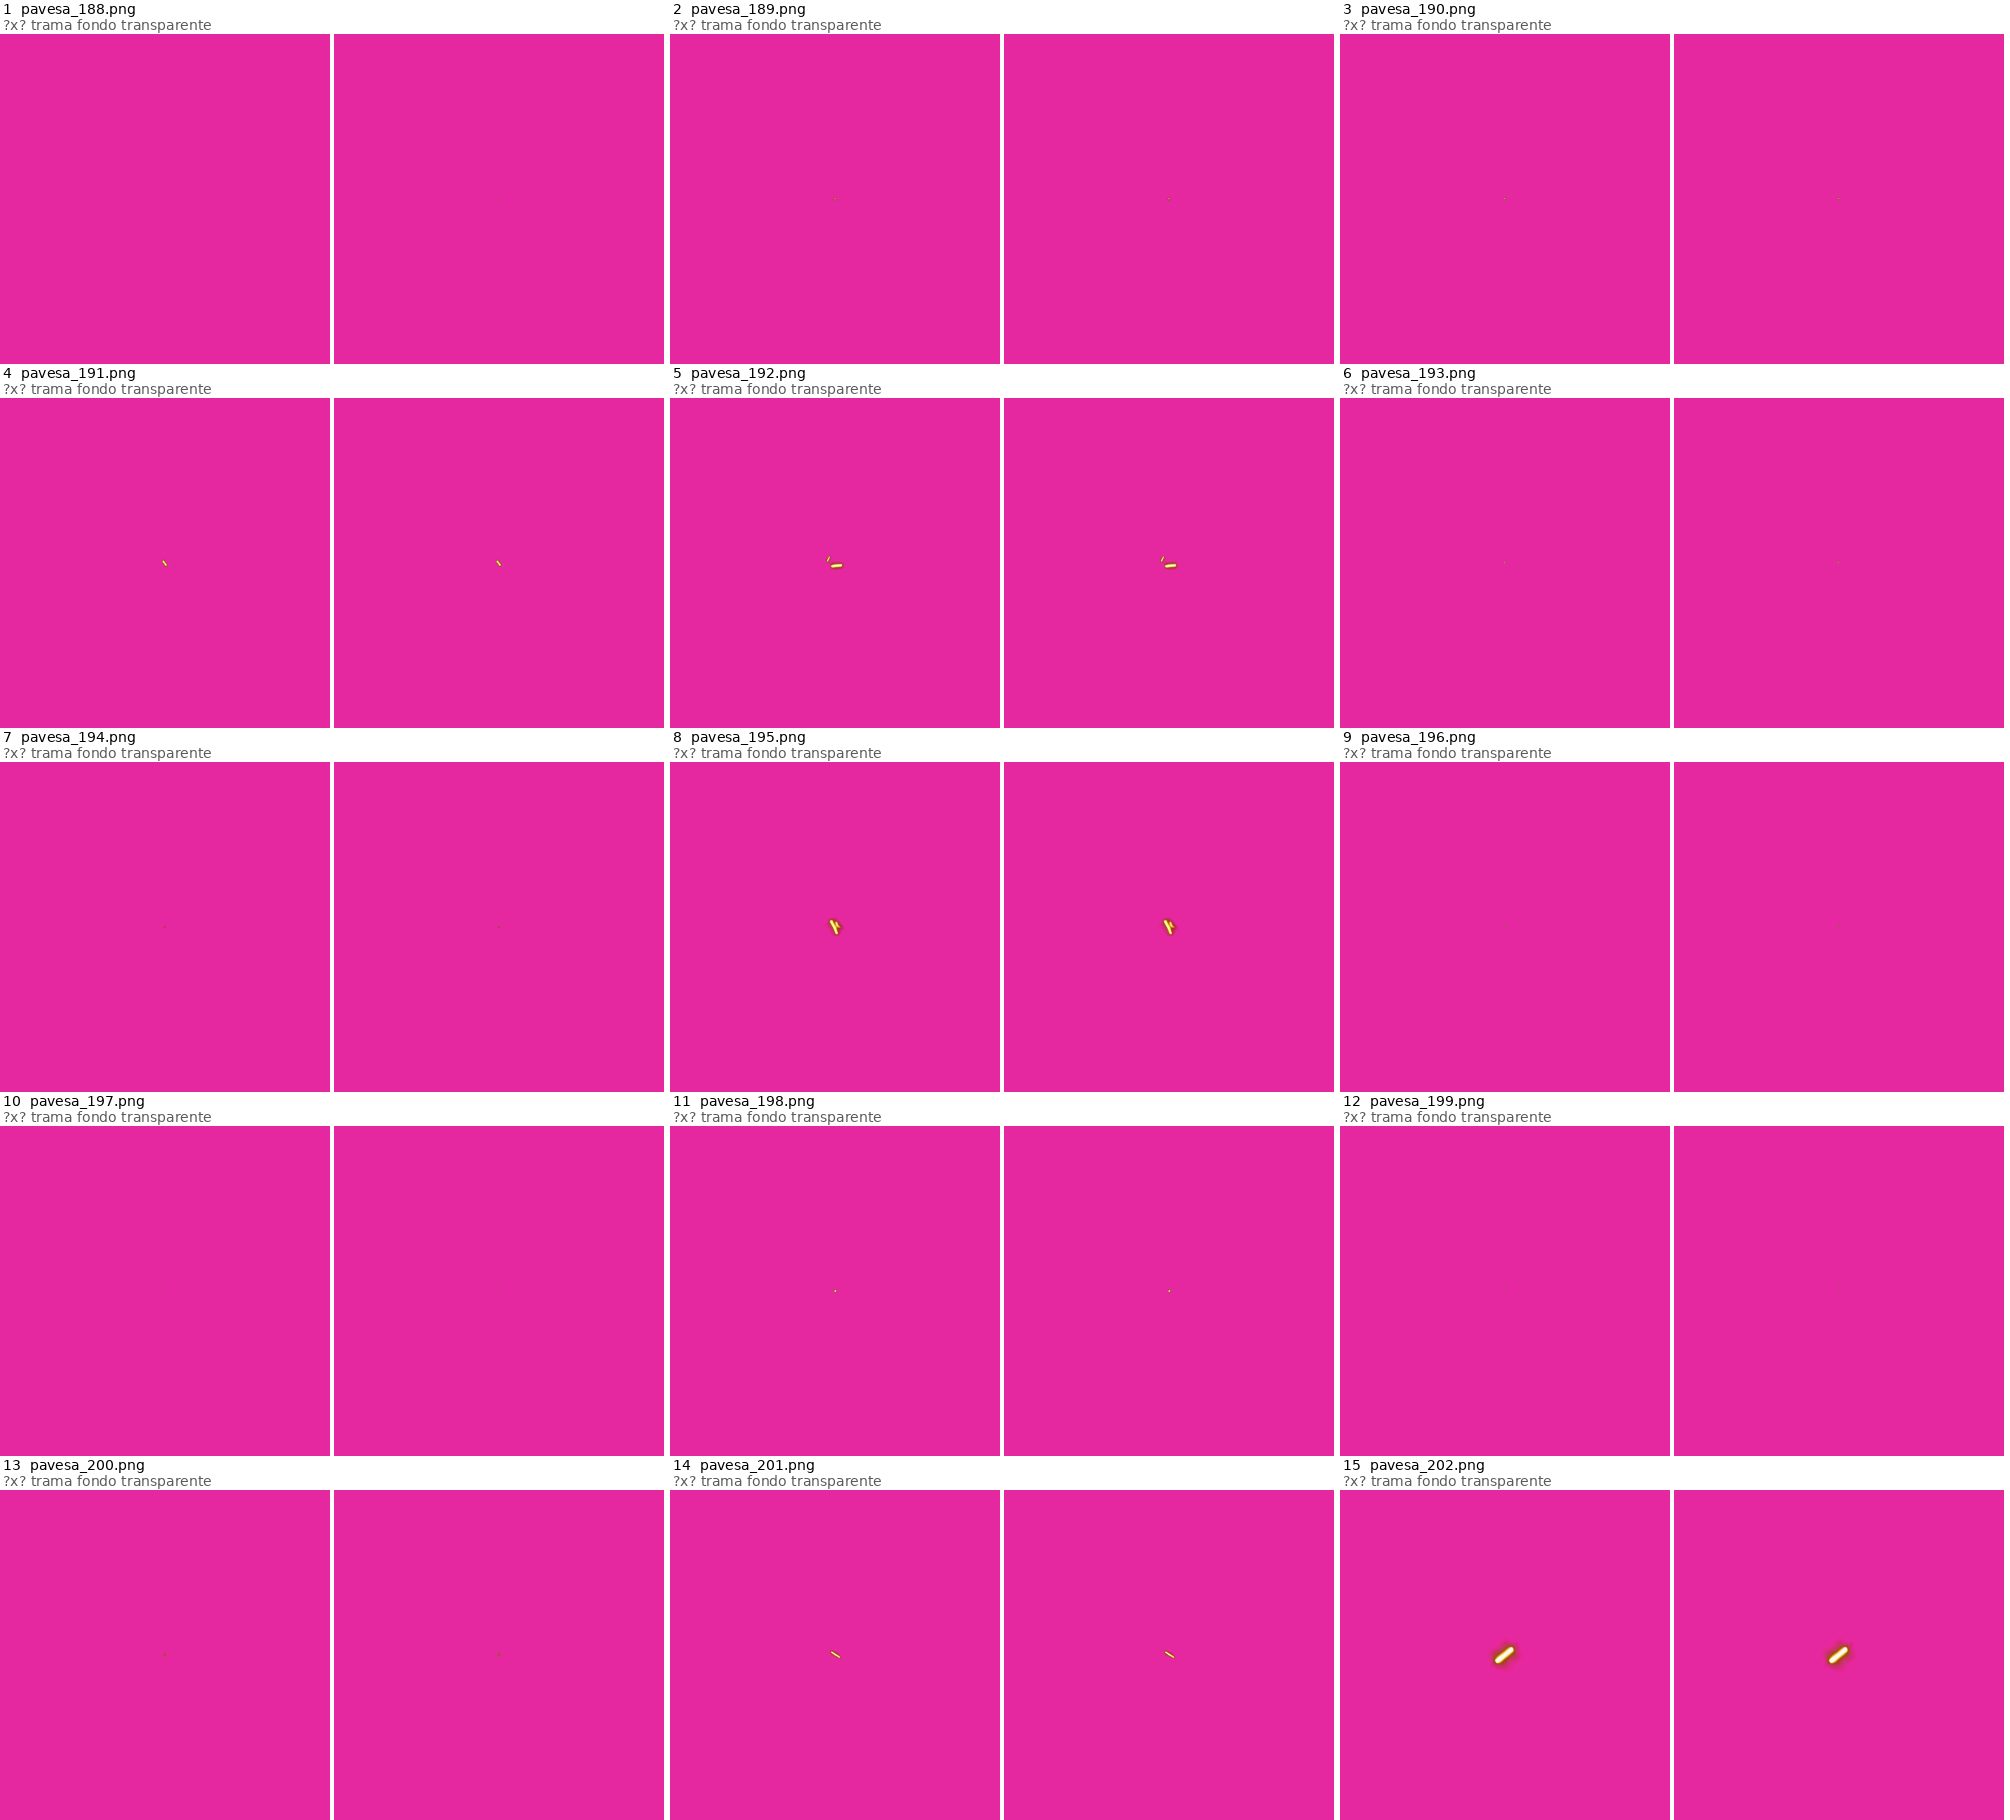 1  pavesa_188.png
?x? trama fondo transparente
2  pavesa_189.png
?x? trama fondo transparente
3  pavesa_190.png
?x? trama fondo transparente
4  pavesa_191.png
?x? trama fondo transparente
5  pavesa_192.png
?x? trama fondo transparente
6  pavesa_193.png
?x? trama fondo transparente
7  pavesa_194.png
?x? trama fondo transparente
8  pavesa_195.png
?x? trama fondo transparente
9  pavesa_196.png
?x? trama fondo transparente
10  pavesa_197.png
?x? trama fondo transparente
11  pavesa_198.png
?x? trama fondo transparente
12  pavesa_199.png
?x? trama fondo transparente
13  pavesa_200.png
?x? trama fondo transparente
14  pavesa_201.png
?x? trama fondo transparente
15  pavesa_202.png
?x? trama fondo transparente